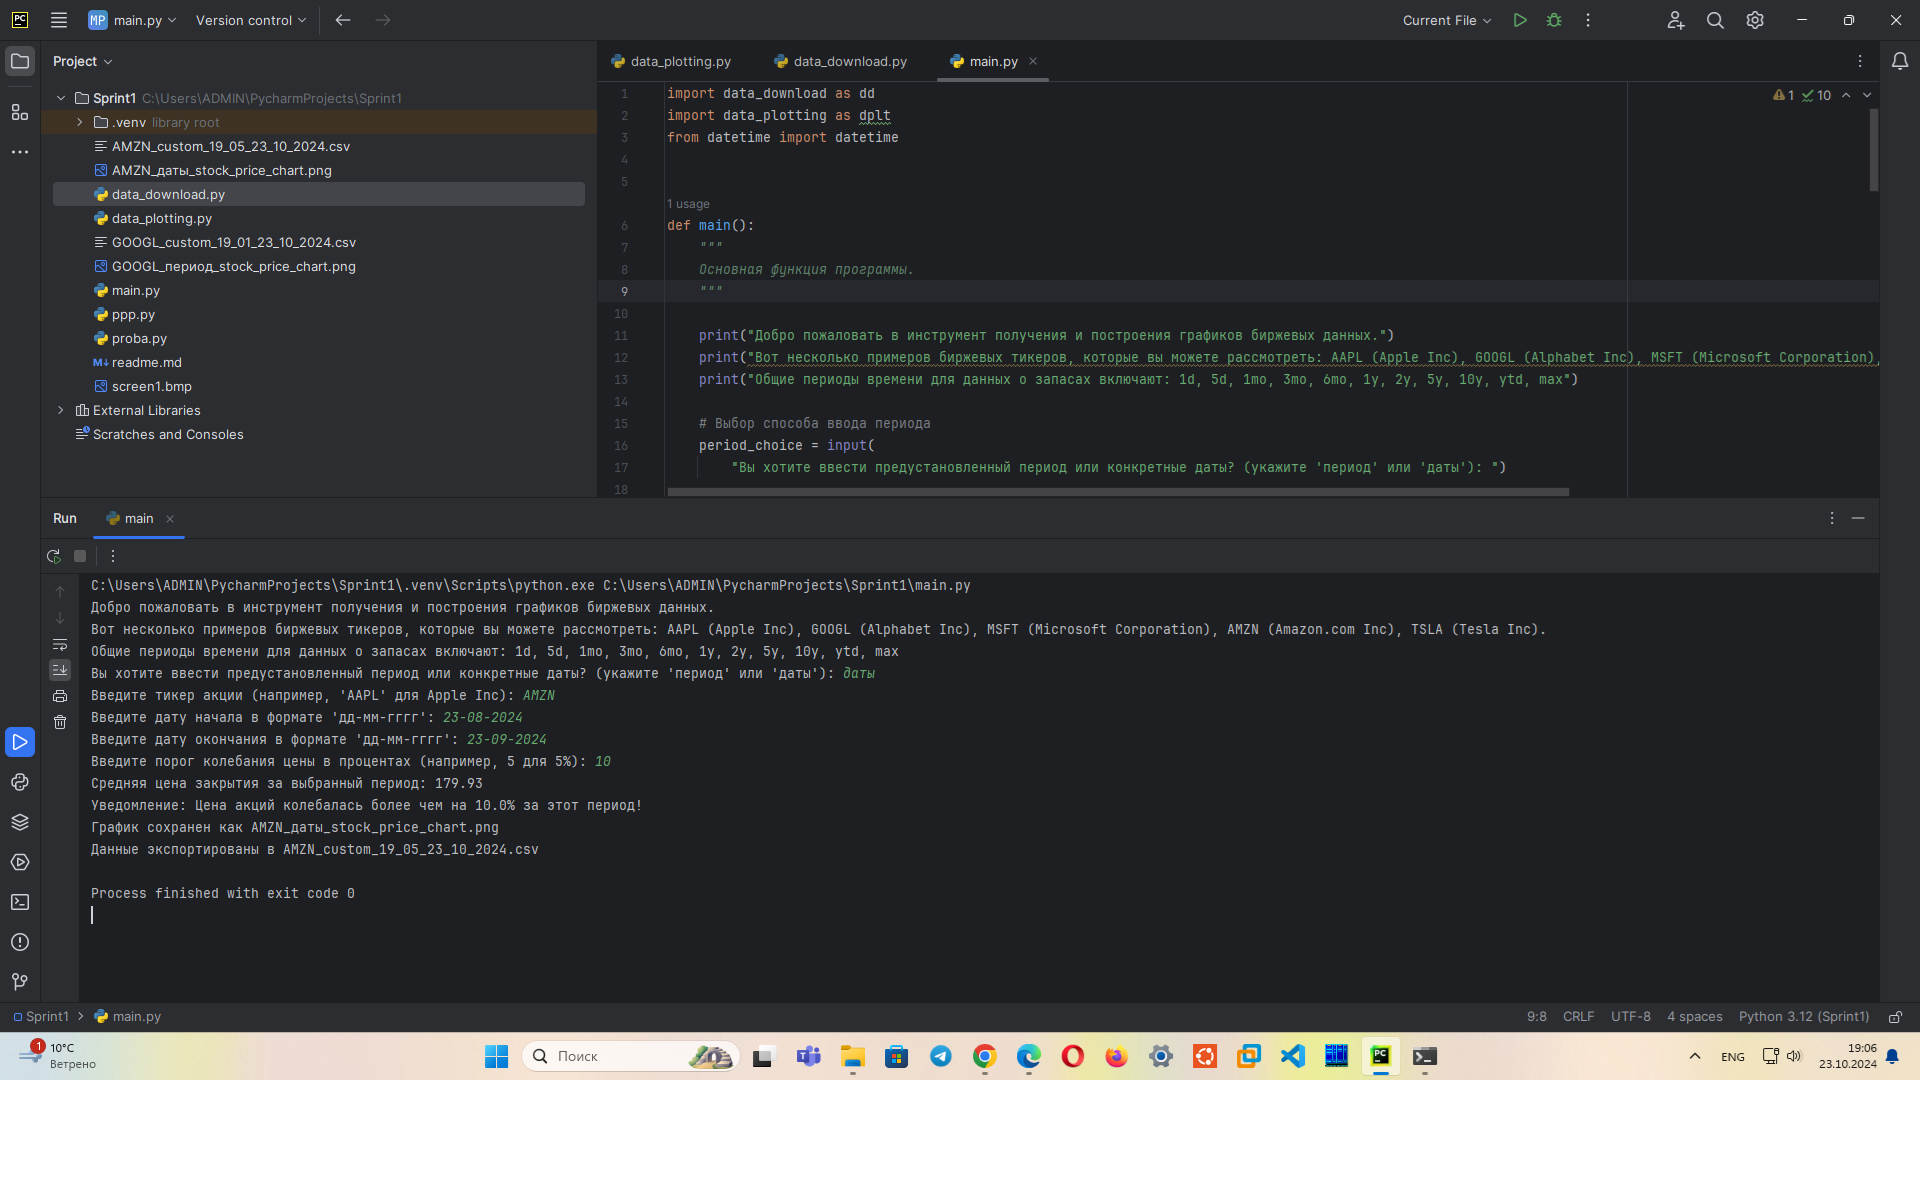 PC MP main.py Version control Current File
Project
Sprint1 C:\Users\ADMIN\PycharmProjects\Sprint1
.venv library root
AMZN_custom_19_05_23_10_2024.csv
AMZN_даты_stock_price_chart.png
data_download.py
data_plotting.py
GOOGL_custom_19_01_23_10_2024.csv
GOOGL_период_stock_price_chart.png
main.py
ppp.py
proba.py
M↓ readme.md
screen1.bmp
External Libraries
Scratches and Consoles
data_plotting.py data_download.py main.py
1 10
1 import data_download as dd
2 import data_plotting as dplt
3 from datetime import datetime
4
5
1 usage
6 def main():
7 """
8 Основная функция программы.
9 """
10
11 print("Добро пожаловать в инструмент получения и построения графиков биржевых данных.")
12 print("Вот несколько примеров биржевых тикеров, которые вы можете рассмотреть: AAPL (Apple Inc), GOOGL (Alphabet Inc), MSFT (Microsoft Corporation),
13 print("Общие периоды времени для данных о запасах включают: 1d, 5d, 1mo, 3mo, 6mo, 1y, 2y, 5y, 10y, ytd, max")
14
15 # Выбор способа ввода периода
16 period_choice = input(
17 "Вы хотите ввести предустановленный период или конкретные даты? (укажите 'период' или 'даты'): ")
18
Run main
C:\Users\ADMIN\PycharmProjects\Sprint1\.venv\Scripts\python.exe C:\Users\ADMIN\PycharmProjects\Sprint1\main.py
Добро пожаловать в инструмент получения и построения графиков биржевых данных.
Вот несколько примеров биржевых тикеров, которые вы можете рассмотреть: AAPL (Apple Inc), GOOGL (Alphabet Inc), MSFT (Microsoft Corporation), AMZN (Amazon.com Inc), TSLA (Tesla Inc).
Общие периоды времени для данных о запасах включают: 1d, 5d, 1mo, 3mo, 6mo, 1y, 2y, 5y, 10y, ytd, max
Вы хотите ввести предустановленный период или конкретные даты? (укажите 'период' или 'даты'): даты
Введите тикер акции (например, 'AAPL' для Apple Inc): AMZN
Введите дату начала в формате 'дд-мм-гггг': 23-08-2024
Введите дату окончания в формате 'дд-мм-гггг': 23-09-2024
Введите порог колебания цены в процентах (например, 5 для 5%): 10
Средняя цена закрытия за выбранный период: 179.93
Уведомление: Цена акций колебалась более чем на 10.0% за этот период!
График сохранен как AMZN_даты_stock_price_chart.png
Данные экспортированы в AMZN_custom_19_05_23_10_2024.csv
Process finished with exit code 0
Sprint1 main.py 9:8 CRLF UTF-8 4 spaces Python 3.12 (Sprint1)
1 10°C
Ветрено
Поиск
PC
ENG
19:06
23.10.2024